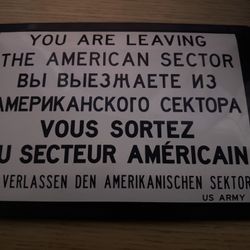 YOU ARE LEAVING
THE AMERICAN SECTOR
ВЫ ВЫЕЗЖАЕТЕ ИЗ
АМЕРИКАНСКОГО СЕКТОРА
VOUS SORTEZ
U SECTEUR AMÉRICAIN
VERLASSEN DEN AMERIKANISCHEN SEKTOR
US ARMY